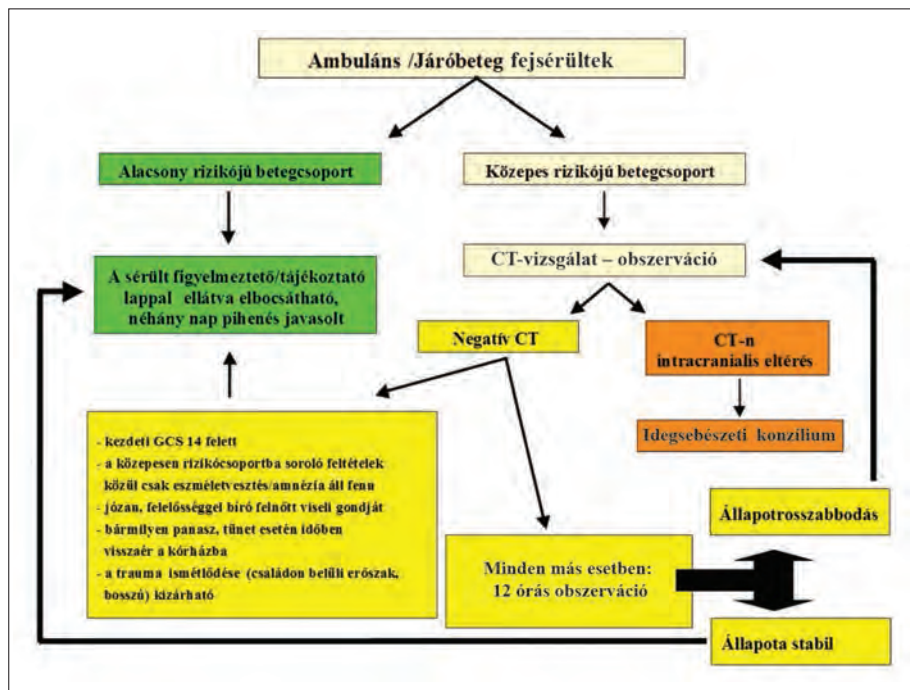 Ambuláns /Járóbeteg fejsérültek
Alacsony rizikójú betegcsoport
Közepes rizikójú betegcsoport
A sérült figyelmeztető/tájékoztató
lappal ellátva elbocsátható,
néhány nap pihenés javasolt
CT-vizsgálat – obszerváció
Negatív CT
CT-n
intracranialis eltérés
Idegsebészeti konzílium
- kezdeti GCS 14 felett
- a közepesen rizikócsoportba soroló feltételek
közül csak eszméletvesztés/amnézia áll fenn
- józan, felelősséggel bíró felnőtt viseli gondját
- bármilyen panasz, tünet esetén időben
visszaér a kórházba
- a trauma ismétlődése (családon belüli erőszak,
bosszú) kizárható
Minden más esetben:
12 órás obszerváció
Állapotrosszabbodás
Állapota stabil